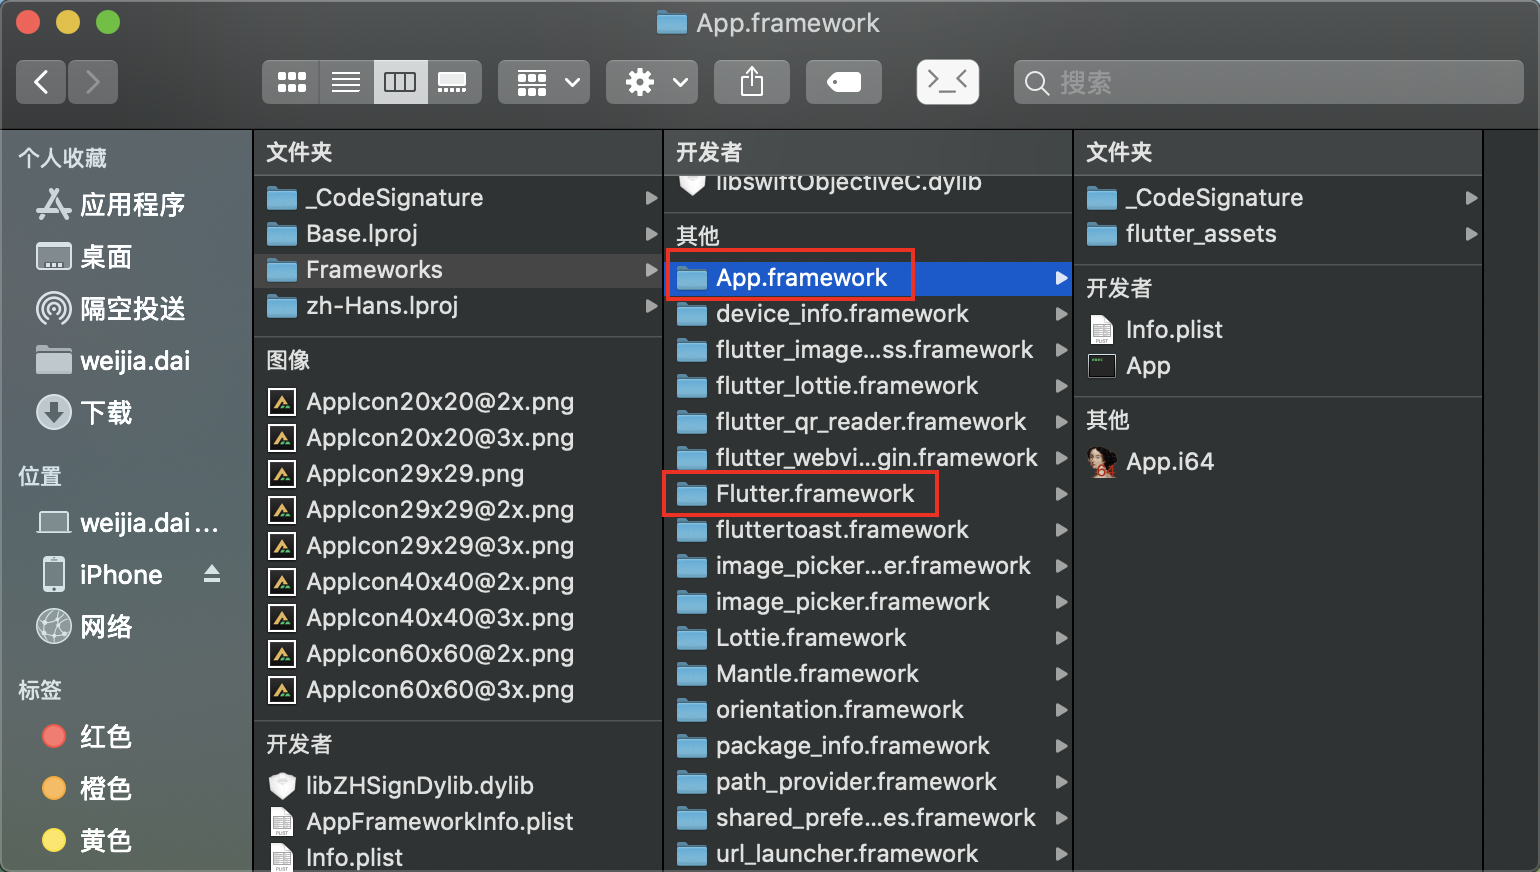 App.framework
搜索
个人收藏
应用程序
桌面
隔空投送
weijia.dai
下载
位置
weijia.dai...
iPhone
网络
标签
红色
橙色
黄色
文件夹
_CodeSignature
Base.lproj
Frameworks
zh-Hans.lproj
图像
AppIcon20x20@2x.png
AppIcon20x20@3x.png
AppIcon29x29.png
AppIcon29x29@2x.png
AppIcon29x29@3x.png
AppIcon40x40@2x.png
AppIcon40x40@3x.png
AppIcon60x60@2x.png
AppIcon60x60@3x.png
开发者
libZHSignDylib.dylib
AppFrameworkInfo.plist
Info.plist
开发者
libswiftObjectiveC.dylib
其他
App.framework
device_info.framework
flutter_image...ss.framework
flutter_lottie.framework
flutter_qr_reader.framework
flutter_webvi...gin.framework
Flutter.framework
fluttertoast.framework
image_picker...er.framework
image_picker.framework
Lottie.framework
Mantle.framework
orientation.framework
package_info.framework
path_provider.framework
shared_prefe...es.framework
url_launcher.framework
文件夹
_CodeSignature
flutter_assets
开发者
Info.plist
App
其他
App.i64